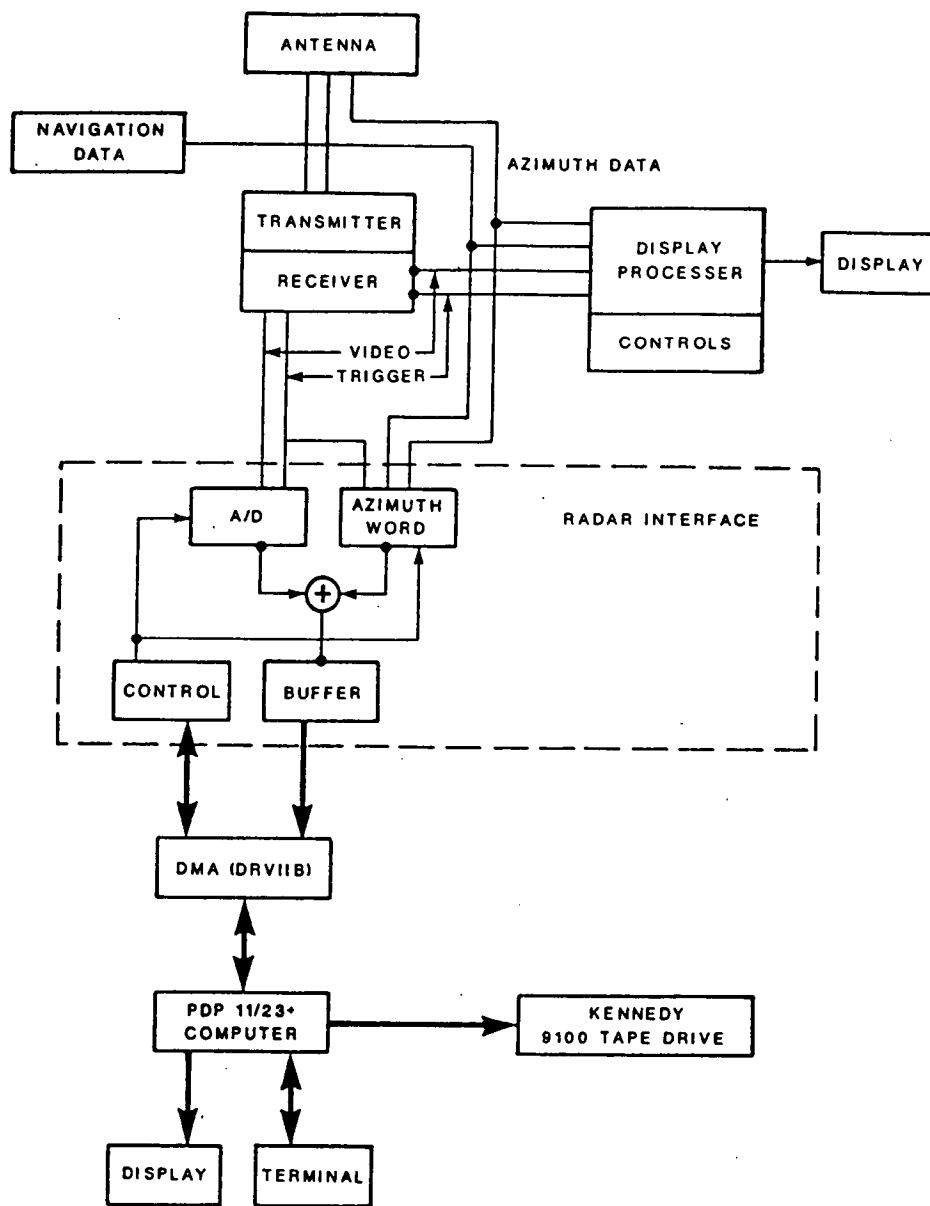 ANTENNA
NAVIGATION
DATA
AZIMUTH DATA
TRANSMITTER
RECEIVER
DISPLAY
PROCESSER
CONTROLS
DISPLAY
VIDEO
TRIGGER
A/D
AZIMUTH
WORD
RADAR INTERFACE
+
CONTROL
BUFFER
DMA (DRVIIB)
PDP 11/23+
COMPUTER
KENNEDY
9100 TAPE DRIVE
DISPLAY
TERMINAL